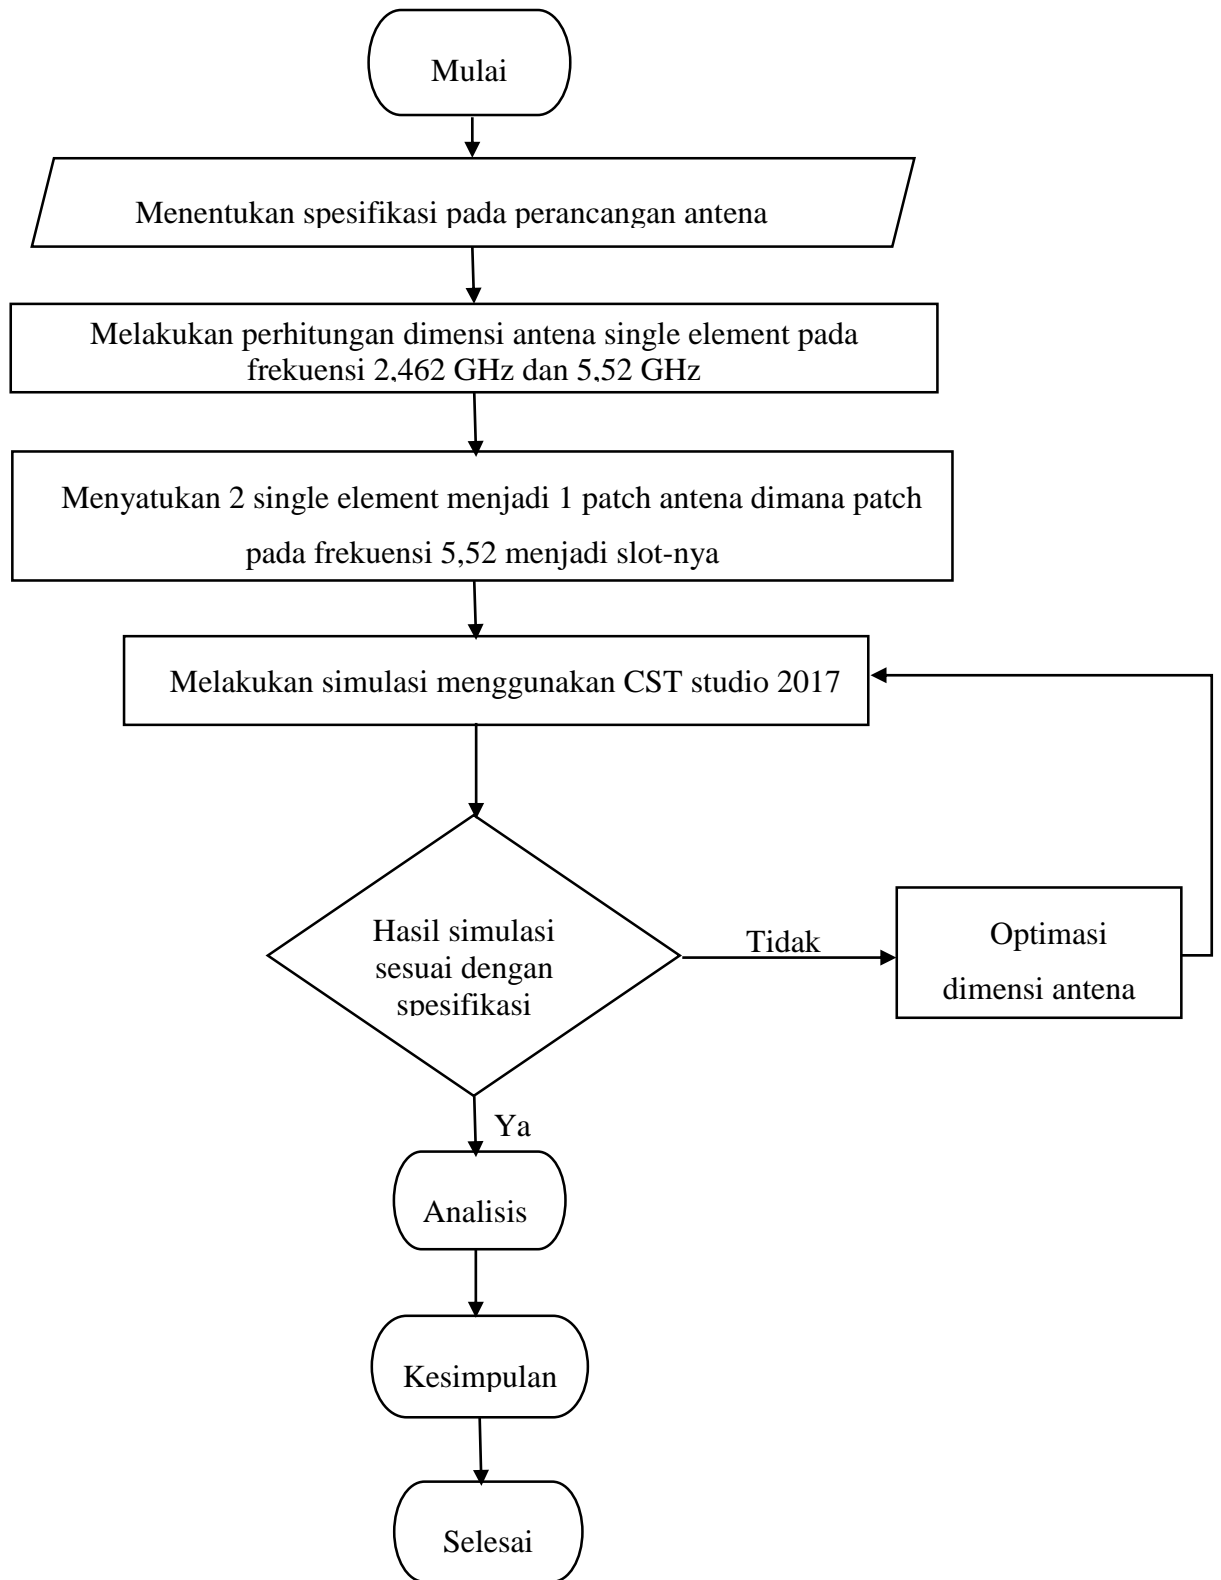 Mulai
Menentukan spesifikasi pada perancangan antena
Melakukan perhitungan dimensi antena single element pada
frekuensi 2,462 GHz dan 5,52 GHz
Menyatukan 2 single element menjadi 1 patch antena dimana patch
pada frekuensi 5,52 menjadi slot-nya
Melakukan simulasi menggunakan CST studio 2017
Hasil simulasi
sesuai dengan
spesifikasi
Tidak
Optimasi
dimensi antena
Ya
Analisis
Kesimpulan
Selesai